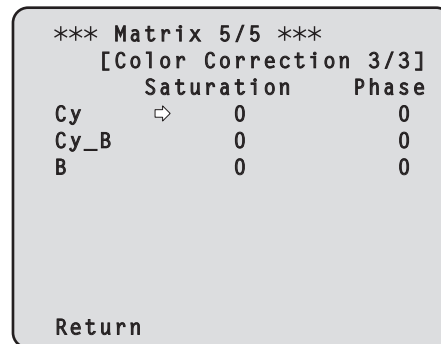 *** Matrix 5/5 ***
[Color Correction 3/3]
Saturation Phase
Cy ⇨ 0 0
Cy_B 0 0
B 0 0
Return